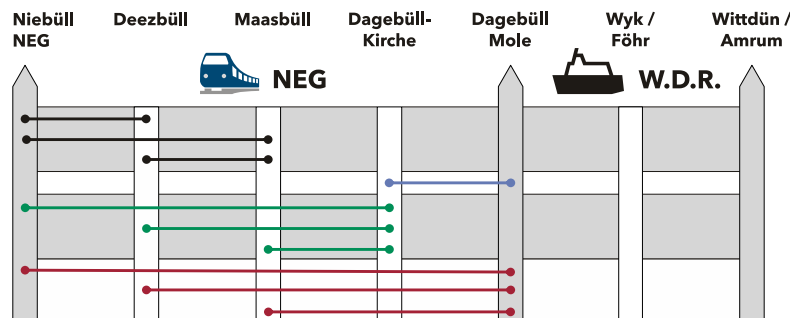 Niebüll
NEG
Deezbüll
Maasbüll
Dagebüll-
Kirche
Dagebüll
Mole
Wyk /
Föhr
Wittdün /
Amrum
NEG
W.D.R.